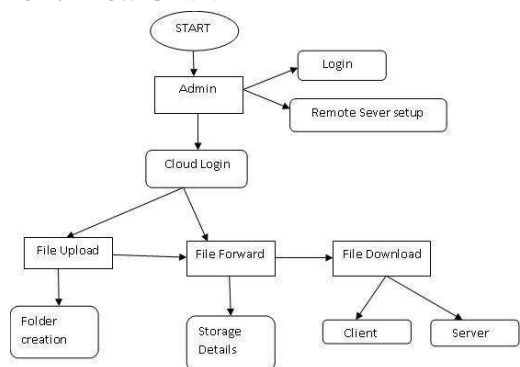 START
Login
Admin
Remote Sever setup
Cloud Login
File Upload
File Forward
File Download
Folder
creation
Storage
Details
Client
Server